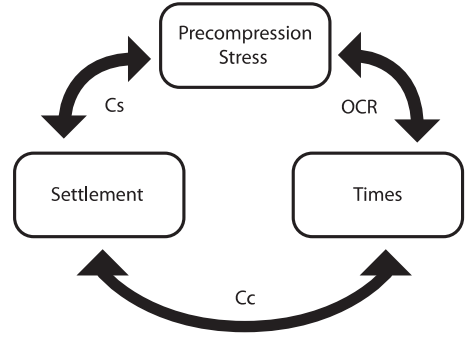 Precompression
Stress
Cs
OCR
Settlement
Times
Cc